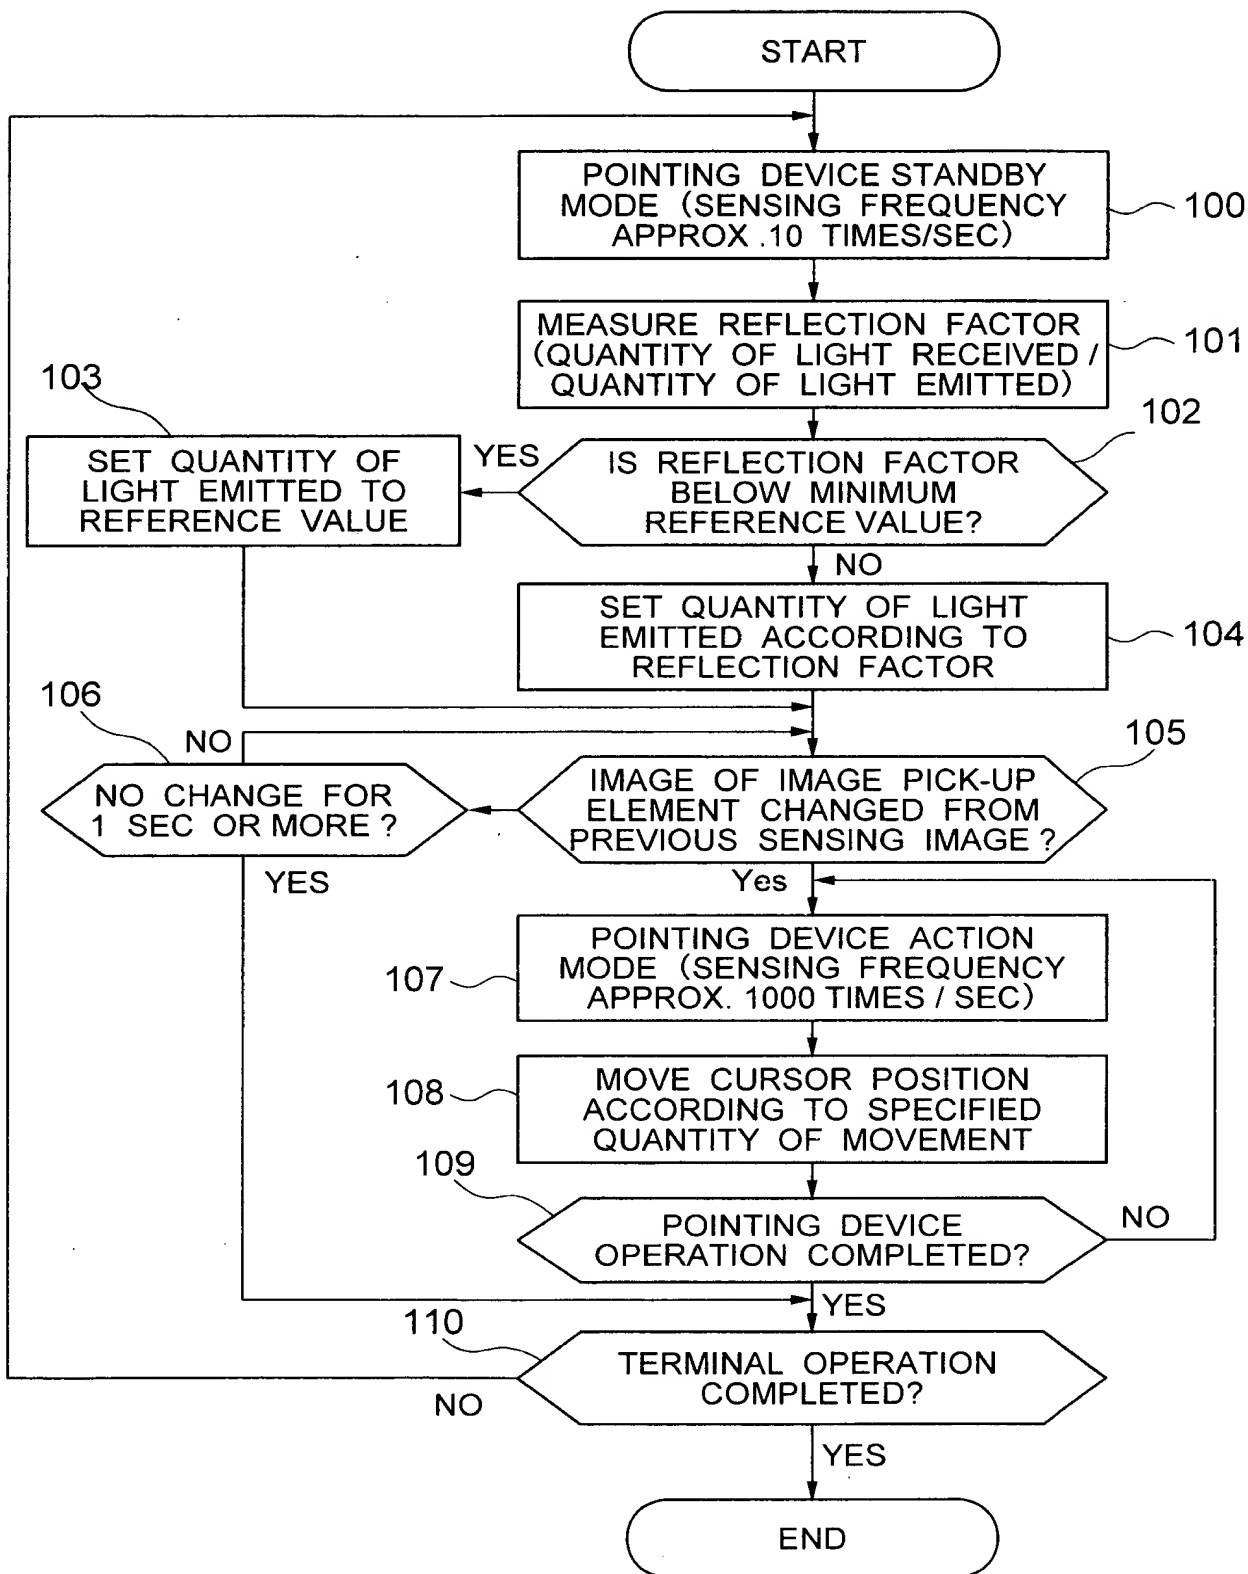 START
POINTING DEVICE STANDBY
MODE (SENSING FREQUENCY
APPROX .10 TIMES/SEC)
100
MEASURE REFLECTION FACTOR
(QUANTITY OF LIGHT RECEIVED /
QUANTITY OF LIGHT EMITTED)
101
103
102
SET QUANTITY OF
LIGHT EMITTED TO
REFERENCE VALUE
YES
IS REFLECTION FACTOR
BELOW MINIMUM
REFERENCE VALUE?
NO
SET QUANTITY OF LIGHT
EMITTED ACCORDING TO
REFLECTION FACTOR
104
106
NO
105
NO CHANGE FOR
1 SEC OR MORE ?
IMAGE OF IMAGE PICK-UP
ELEMENT CHANGED FROM
PREVIOUS SENSING IMAGE ?
YES
Yes
107
POINTING DEVICE ACTION
MODE (SENSING FREQUENCY
APPROX. 1000 TIMES / SEC)
108
MOVE CURSOR POSITION
ACCORDING TO SPECIFIED
QUANTITY OF MOVEMENT
109
POINTING DEVICE
OPERATION COMPLETED?
NO
YES
110
TERMINAL OPERATION
COMPLETED?
NO
YES
END